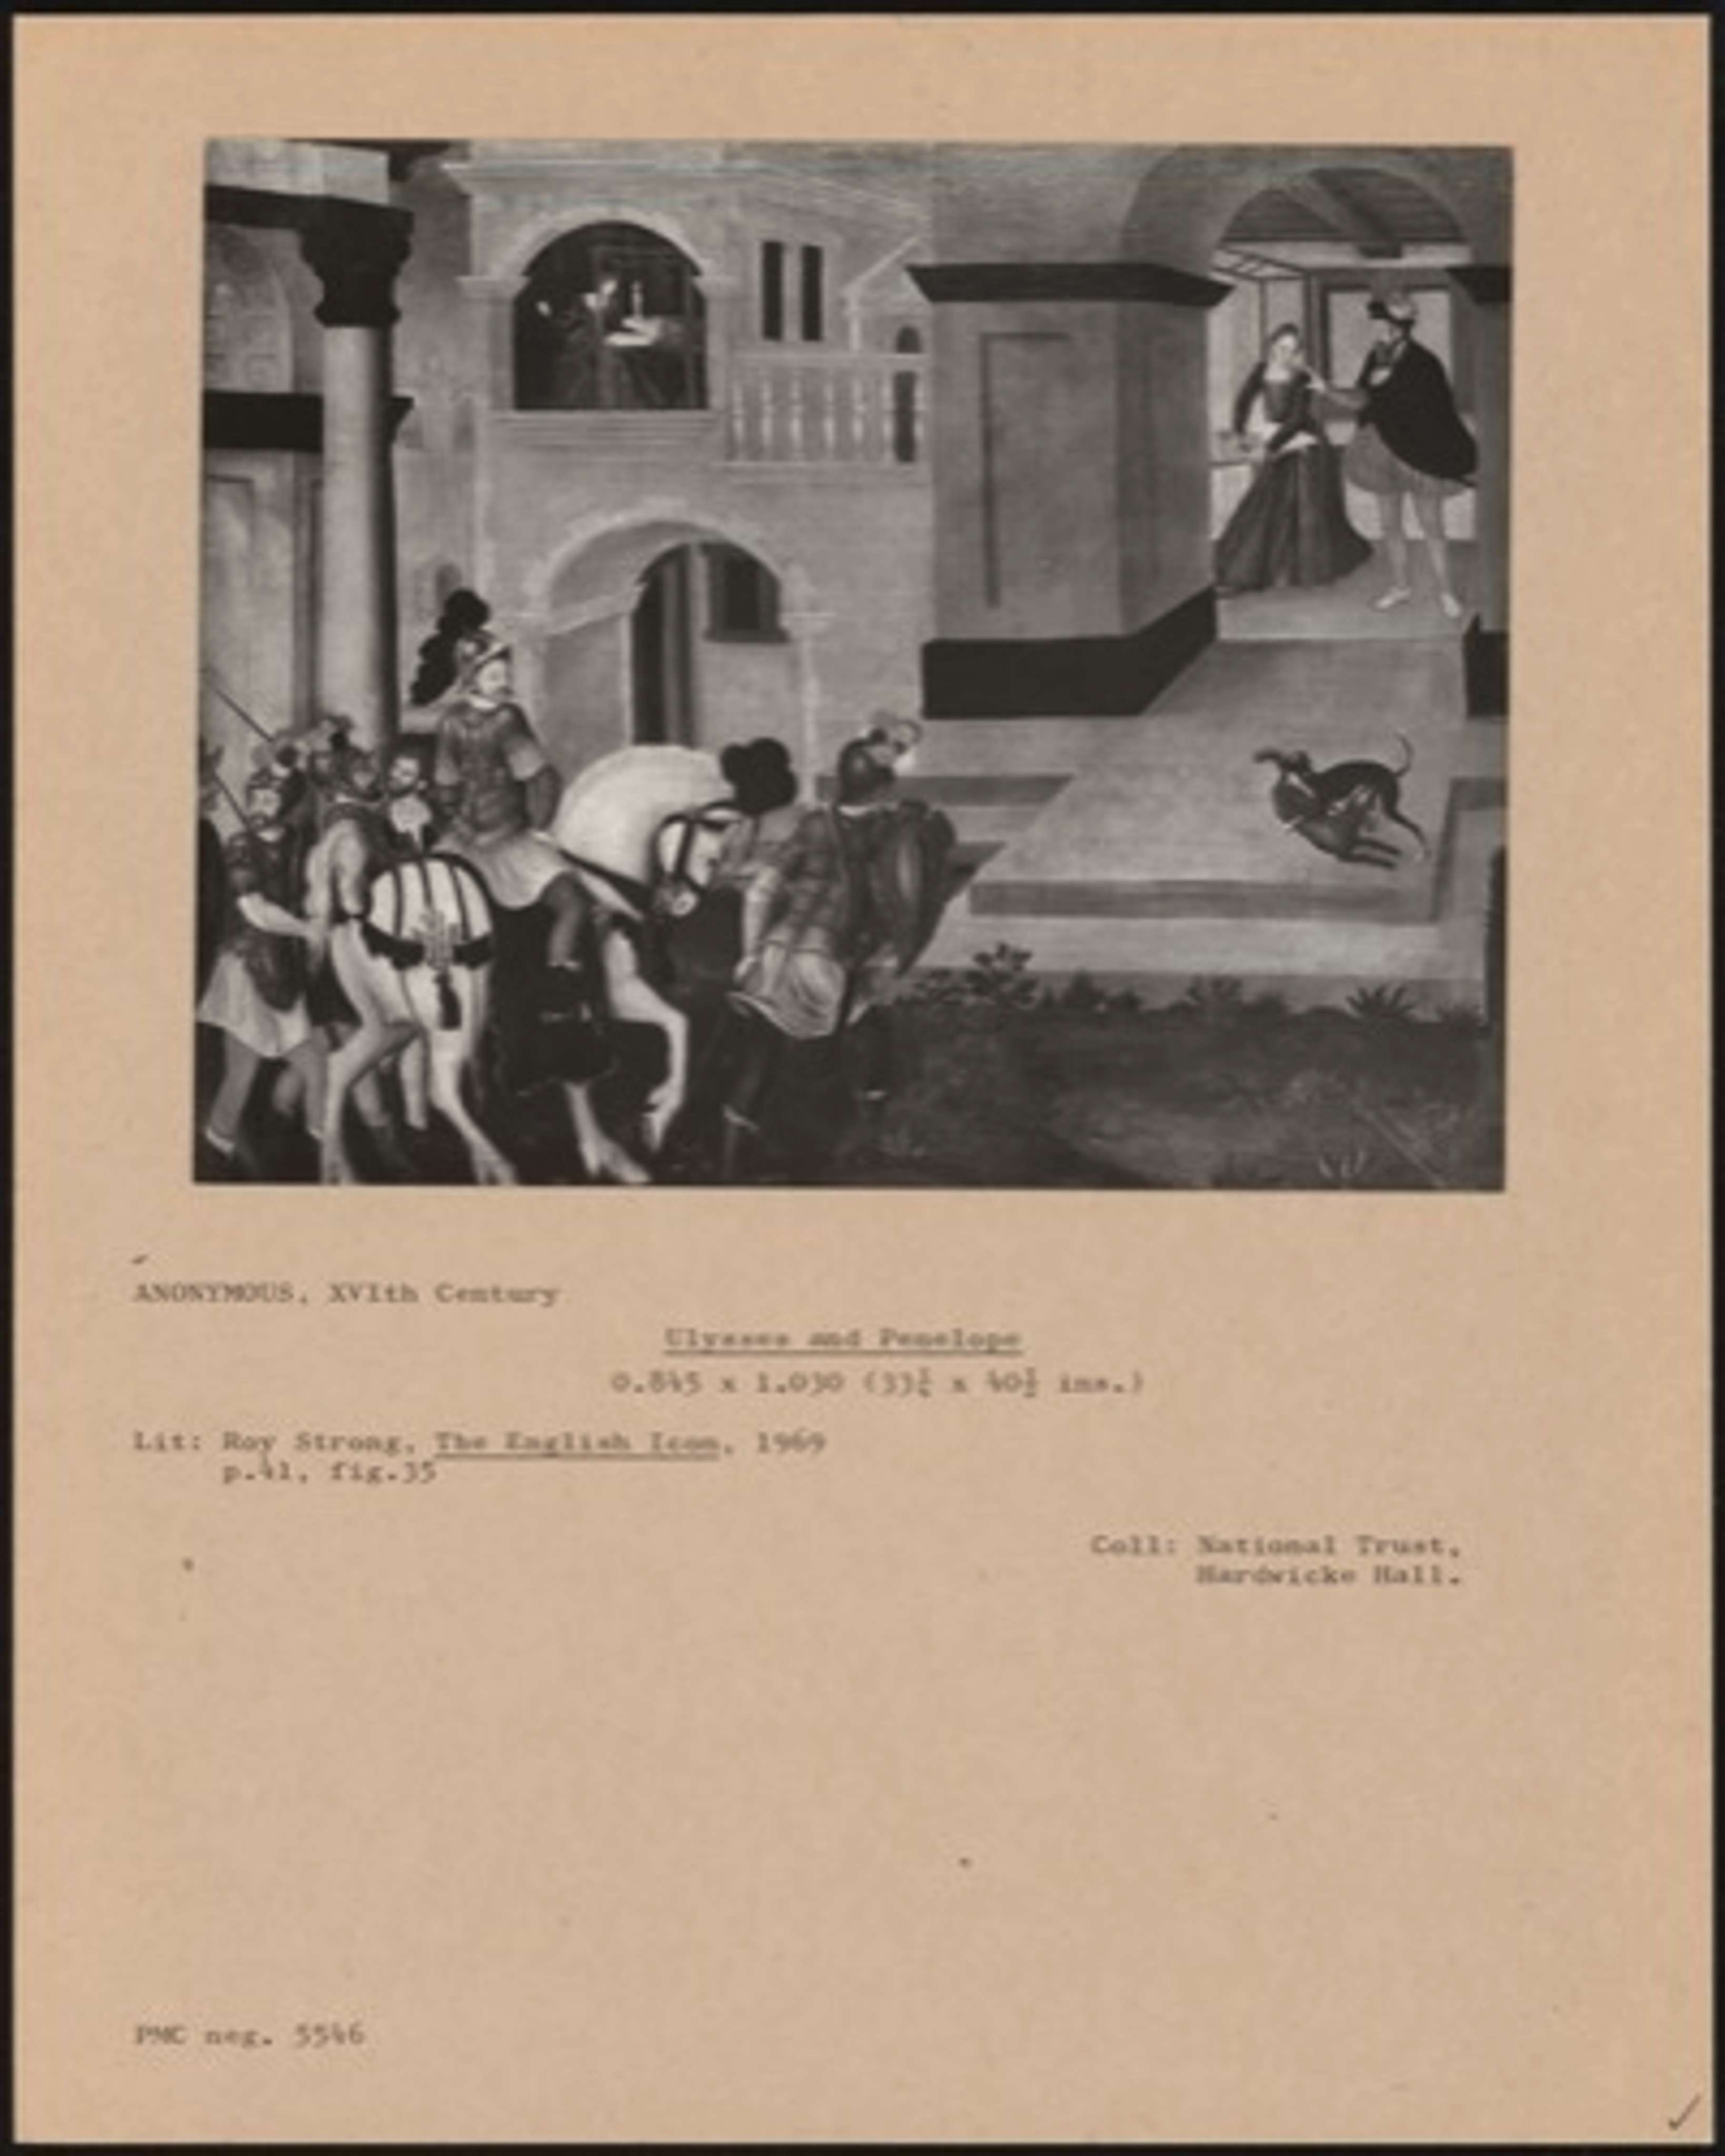 ANONYMOUS, XVIth Century
Ulysses and Penelope
0.845 x 1.030 (33¼ x 40½ ins.)
Lit: Roy Strong, The English Icon, 1969
p.41, fig.35
Coll: National Trust,
Hardwicke Hall.
PMC neg. 5546